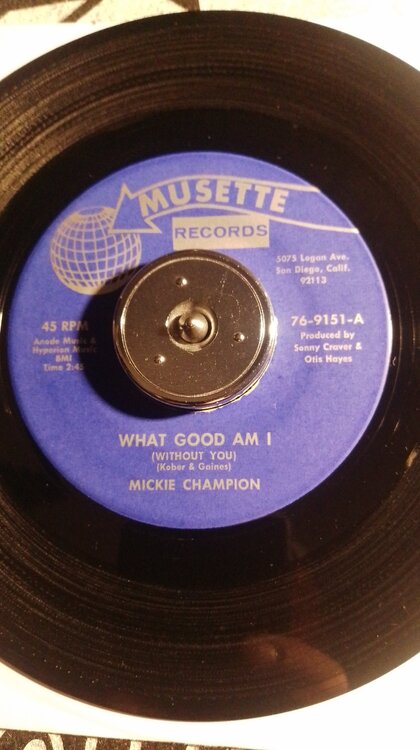 MUSETTE
RECORDS
5075 Logan Ave.
San Diego, Calif.
92113
45 RPM
Anode Music &
Hyperion Music
BMI
Time 2:45
76-9151-A
Produced by
Sonny Craver &
Otis Hayes
WHAT GOOD AM I
(WITHOUT YOU)
(Kober & Gaines)
MICKIE CHAMPION